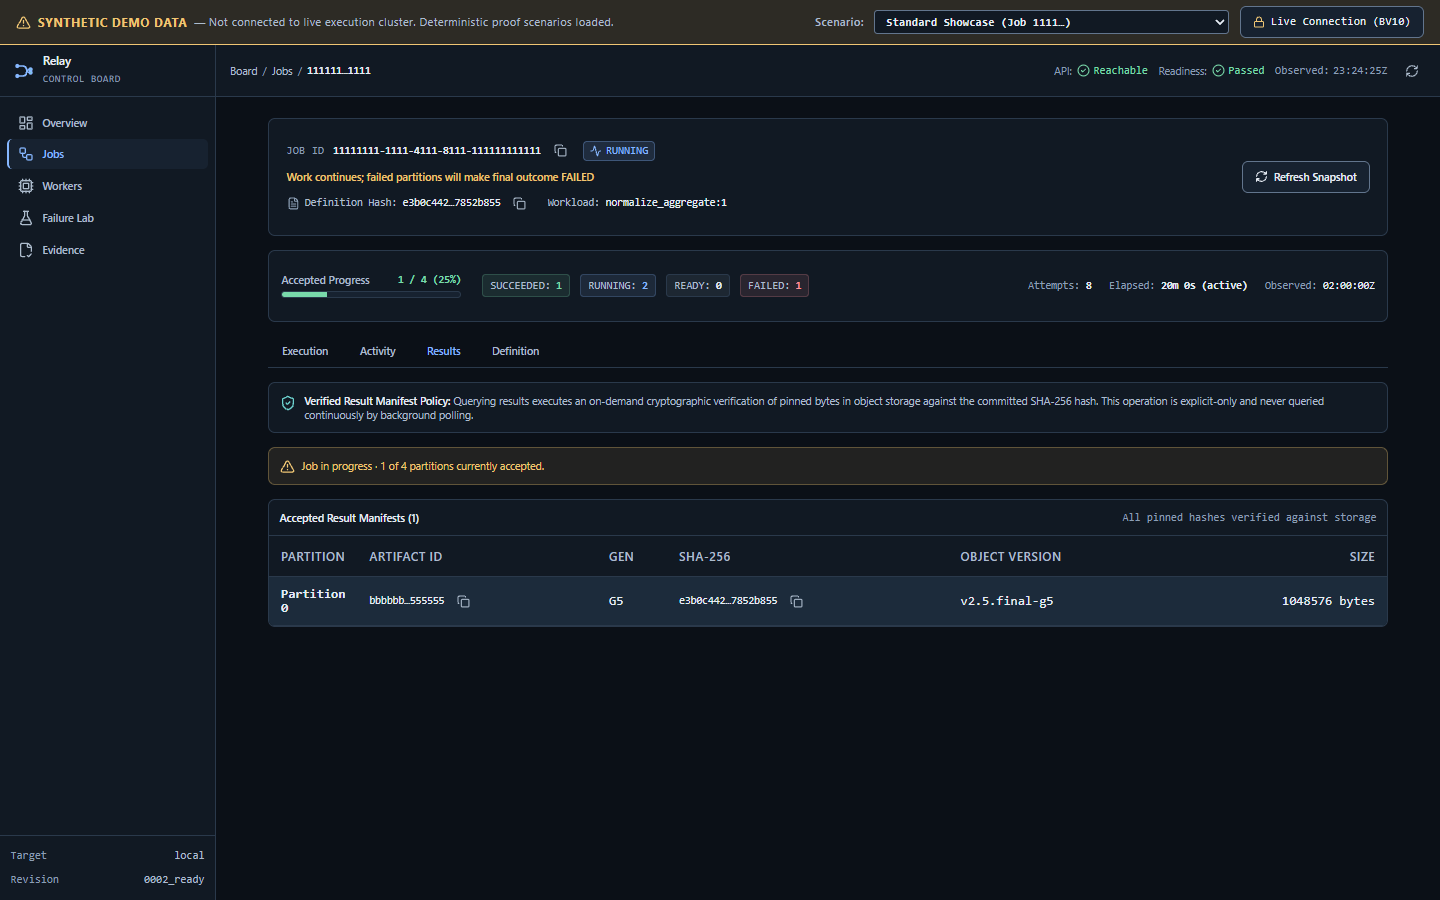 SYNTHETIC DEMO DATA — Not connected to live execution cluster. Deterministic proof scenarios loaded.
Scenario: Standard Showcase (Job 1111…) Live Connection (BV10)
Relay
CONTROL BOARD
Board / Jobs / 111111…1111
API: Reachable Readiness: Passed Observed: 23:24:25Z
Overview
Jobs
Workers
Failure Lab
Evidence
JOB ID 11111111-1111-4111-8111-111111111111 RUNNING
Work continues; failed partitions will make final outcome FAILED
Definition Hash: e3b0c442…7852b855 Workload: normalize_aggregate:1
Refresh Snapshot
Accepted Progress 1 / 4 (25%)
SUCCEEDED: 1 RUNNING: 2 READY: 0 FAILED: 1
Attempts: 8 Elapsed: 20m 0s (active) Observed: 02:00:00Z
Execution Activity Results Definition
Verified Result Manifest Policy: Querying results executes an on-demand cryptographic verification of pinned bytes in object storage against the committed SHA-256 hash. This operation is explicit-only and never queried
continuously by background polling.
Job in progress · 1 of 4 partitions currently accepted.
Accepted Result Manifests (1) All pinned hashes verified against storage
PARTITION ARTIFACT ID GEN SHA-256 OBJECT VERSION SIZE
Partition
0
bbbbbb…555555 G5 e3b0c442…7852b855 v2.5.final-g5 1048576 bytes
Target local
Revision 0002_ready